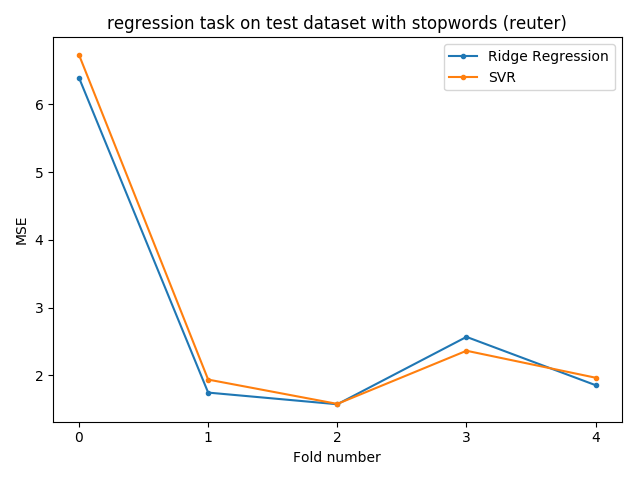 regression task on test dataset with stopwords (reuter)
Ridge Regression
SVR
MSE
6
5
4
3
2
0 1 2 3 4
Fold number